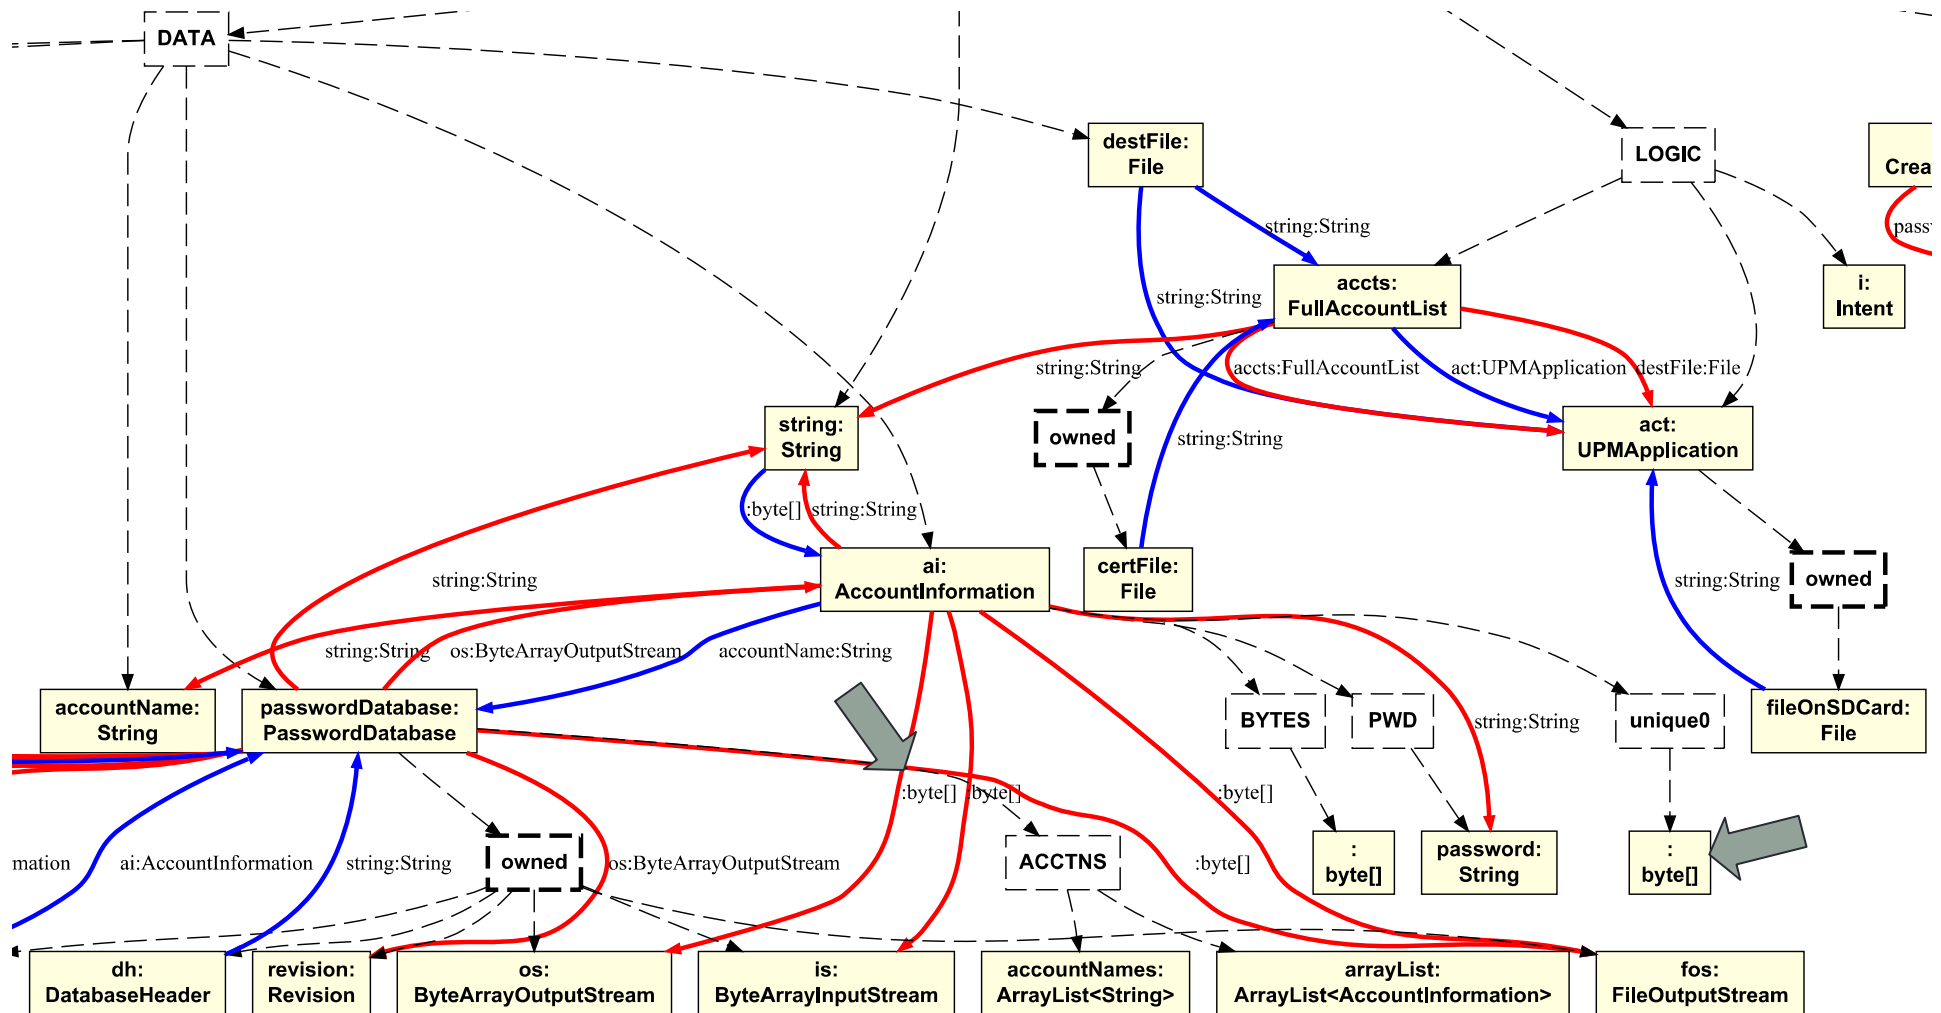 DATA
destFile:
File
LOGIC
Crea
string:String
pass
accts:
FullAccountList
i:
Intent
string:String
string:String
accts:FullAccountList
act:UPMApplication
destFile:File
string:
String
owned
string:String
act:
UPMApplication
:byte[]
string:String
ai:
AccountInformation
certFile:
File
string:String
owned
string:String
string:String
os:ByteArrayOutputStream
accountName:String
accountName:
String
passwordDatabase:
PasswordDatabase
BYTES
PWD
string:String
unique0
fileOnSDCard:
File
:byte[]
:byte[]
:byte[]
mation
ai:AccountInformation
string:String
owned
os:ByteArrayOutputStream
ACCTNS
:byte[]
:
byte[]
password:
String
:
byte[]
dh:
DatabaseHeader
revision:
Revision
os:
ByteArrayOutputStream
is:
ByteArrayInputStream
accountNames:
ArrayList<String>
arrayList:
ArrayList<AccountInformation>
fos:
FileOutputStream